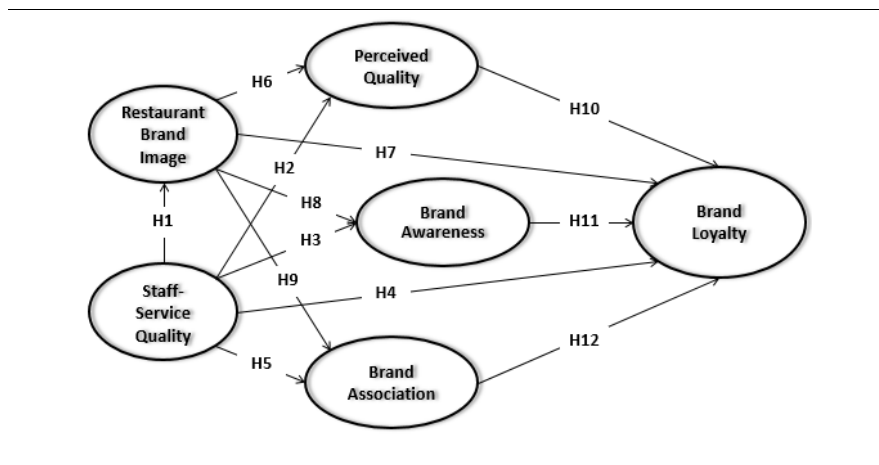 Perceived
Quality
H6
H10
Restaurant
Brand
Image
H7
H2
H8
Brand
Awareness
H11
Brand
Loyalty
H1
H3
H9
Staff-
Service
Quality
H4
H12
H5
Brand
Association